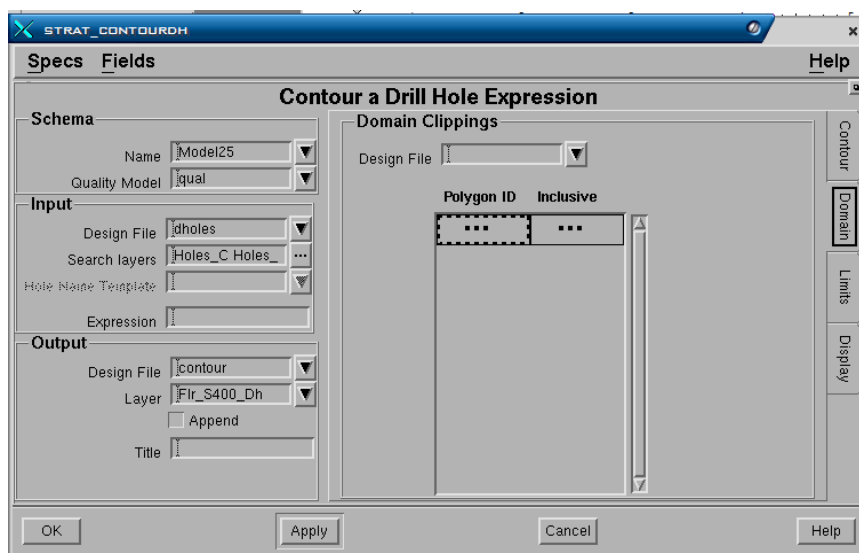 STRAT_CONTOURDH
Specs Fields Help
Contour a Drill Hole Expression
Schema
Name Model25
Quality Model qual
Input
Design File dholes
Search layers Holes_C Holes_ ...
Hole Name Template
Expression
Output
Design File contour
Layer Flr_S400_Dh
Append
Title
Domain Clippings
Design File
Polygon ID Inclusive
... ...
Contour
Domain
Limits
Display
OK Apply Cancel Help